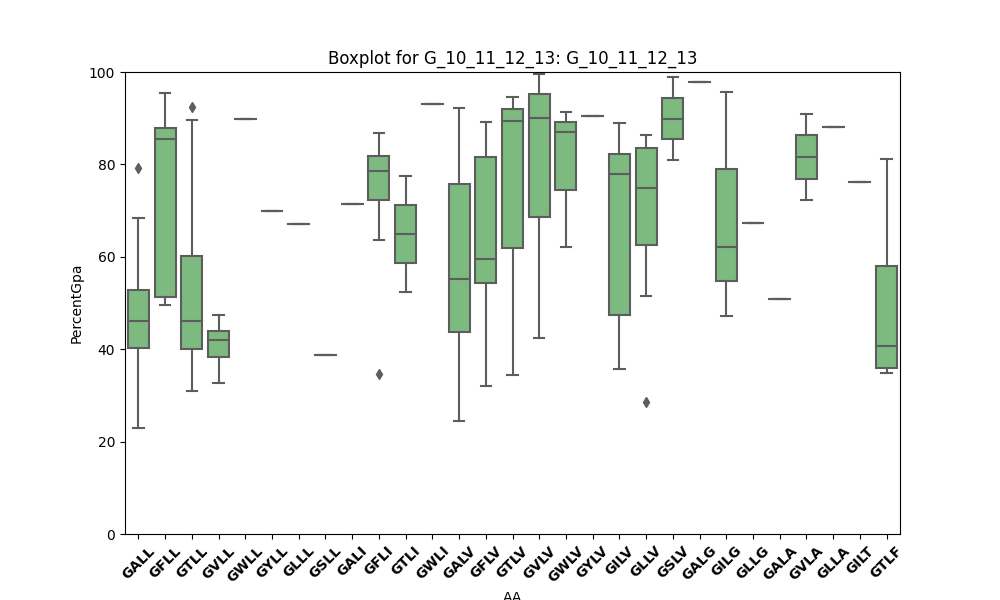 Boxplot for G_10_11_12_13: G_10_11_12_13
PercentGpa
100
80
60
40
20
0
GALL GFLL GTLL GVLL GWLL GYLL GLLL GSLL GALI GFLI GTLI GWLI GALV GFLV GTLV GVLV GWLV GYLV GILV GLLV GSLV GALG GILG GLLG GALA GVLA GLLA GILT GTLF
AA